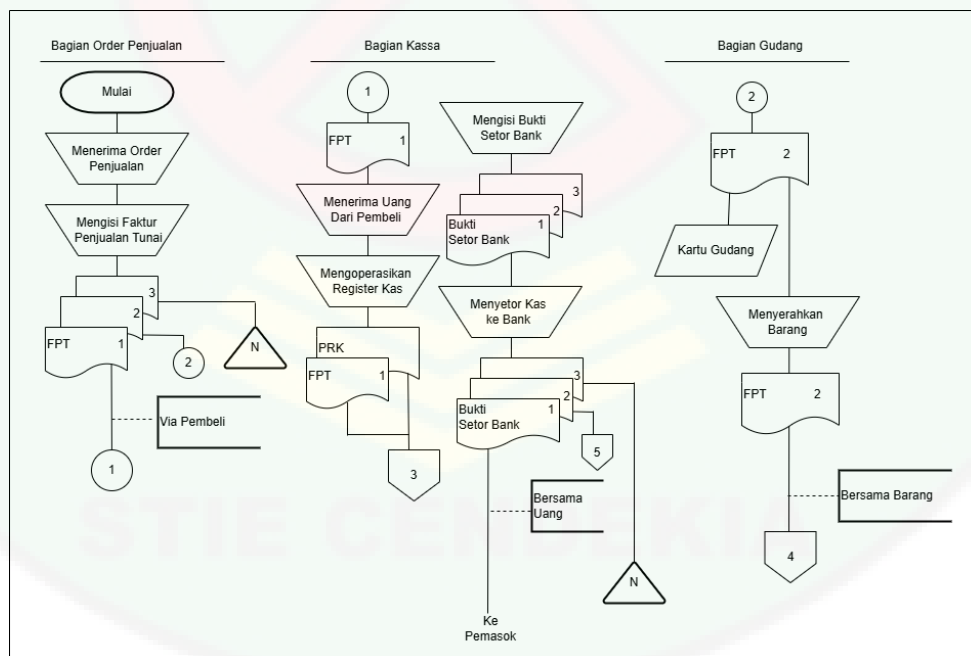 Bagian Order Penjualan
Mulai
Menerima Order
Penjualan
Mengisi Faktur
Penjualan Tunai
3
2
FPT 1
2
N
Via Pembeli
1
Bagian Kassa
1
FPT 1
Menerima Uang
Dari Pembeli
Mengoperasikan
Register Kas
PRK
FPT 1
3
Mengisi Bukti
Setor Bank
3
2
Bukti 1
Setor Bank
Menyetor Kas
ke Bank
3
2
Bukti 1
Setor Bank
5
Bersama
Uang
N
Ke
Pemasok
Bagian Gudang
2
FPT 2
Kartu Gudang
Menyerahkan
Barang
FPT 2
Bersama Barang
4
STIE CENDEKIA